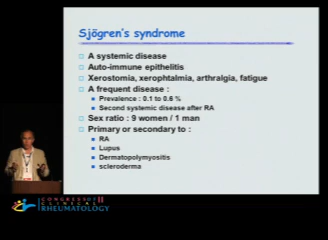 Sjögren's syndrome
A systemic disease
Auto-immune epithelitis
Xerostomia, xerophtalmia, arthralgia, fatigue
A frequent disease :
Prevalence : 0.1 to 0.6 %
Second systemic disease after RA
Sex ratio : 9 women / 1 man
Primary or secondary to :
RA
Lupus
Dermatopolymyositis
scleroderma
CONGRESS OF
CLINICAL
RHEUMATOLOGY